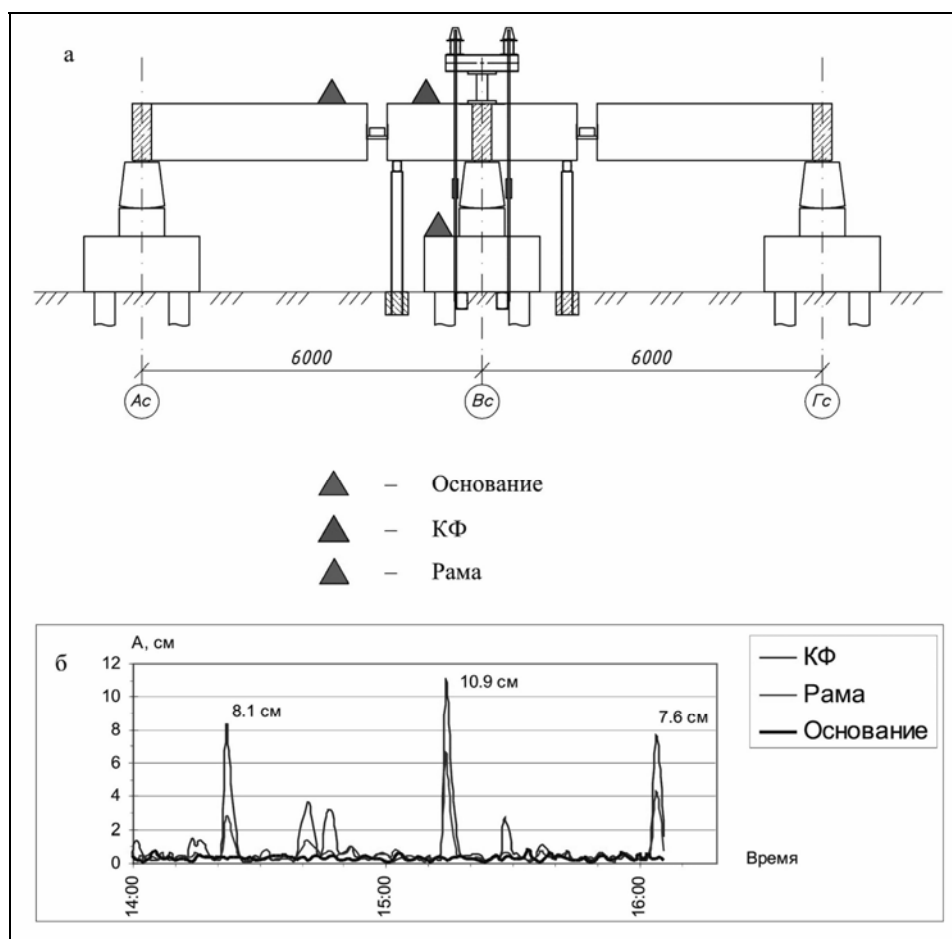 а
6000 6000
Ас Вс Гс
– Основание
– КФ
– Рама
б
А, см
12
10
8
6
4
2
0
8.1 см
10.9 см
7.6 см
14:00 15:00 16:00
Время
КФ
Рама
Основание